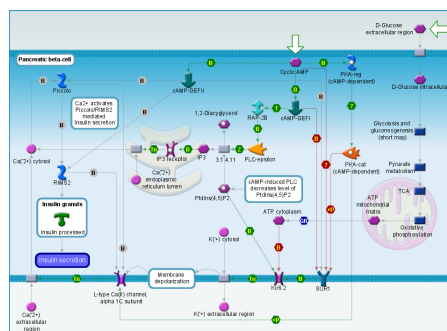 D-Glucose
extracellular region
Pancreatic beta-cell
Cyclic AMP
PKA-reg
(cAMP-dependent)
Piccolo
cAMP-GEFII
D-Glucose intracellular
Ca2+ activates
Piccolo/RIMS2
mediated
Insulin secretion
1,2-Diacylglycerol
RAP-2B
cAMP-GEFI
Glycolysis and
gluconeogenesis
(short map)
Ca(2+) cytosol
IP3 receptor
IP3
3.1.4.11
PLC-epsilon
PKA-cat
(cAMP-dependent)
Ca(2+)
endoplasmic
reticulum lumen
Pyruvate
metabolism
RIMS2
cAMP-induced PLC
decreases level of
PtdIns(4,5)P2
PtdIns(4,5)P2
TCA
ATP
mitochondrial
matrix
Insulin granule
Insulin processed
ATP cytoplasm
Oxidative
phosphorylation
K(+) cytosol
Insulin secretion
Membrane
depolarization
Kir6.2
SUR1
L-type Ca(II) channel,
alpha 1C subunit
Ca(2+)
extracellular
region
K(+) extracellular region